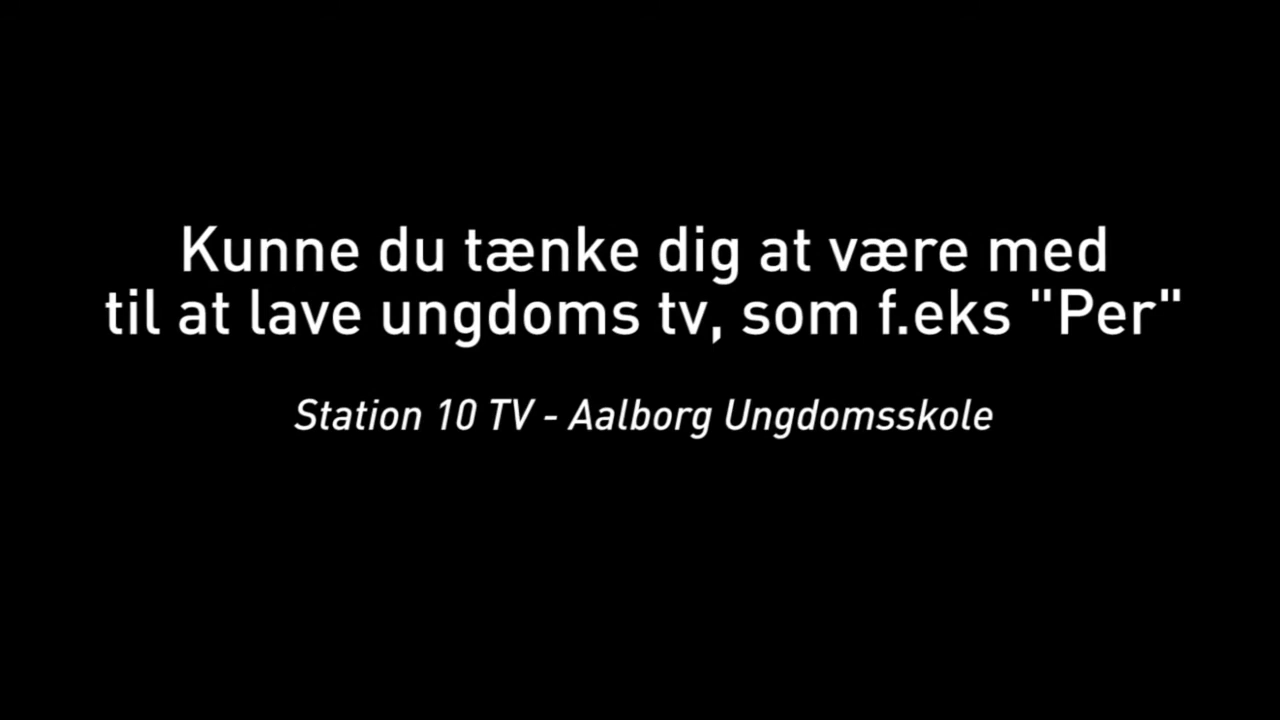 Kunne du tænke dig at være med
til at lave ungdoms tv, som f.eks "Per"
Station 10 TV - Aalborg Ungdomsskole